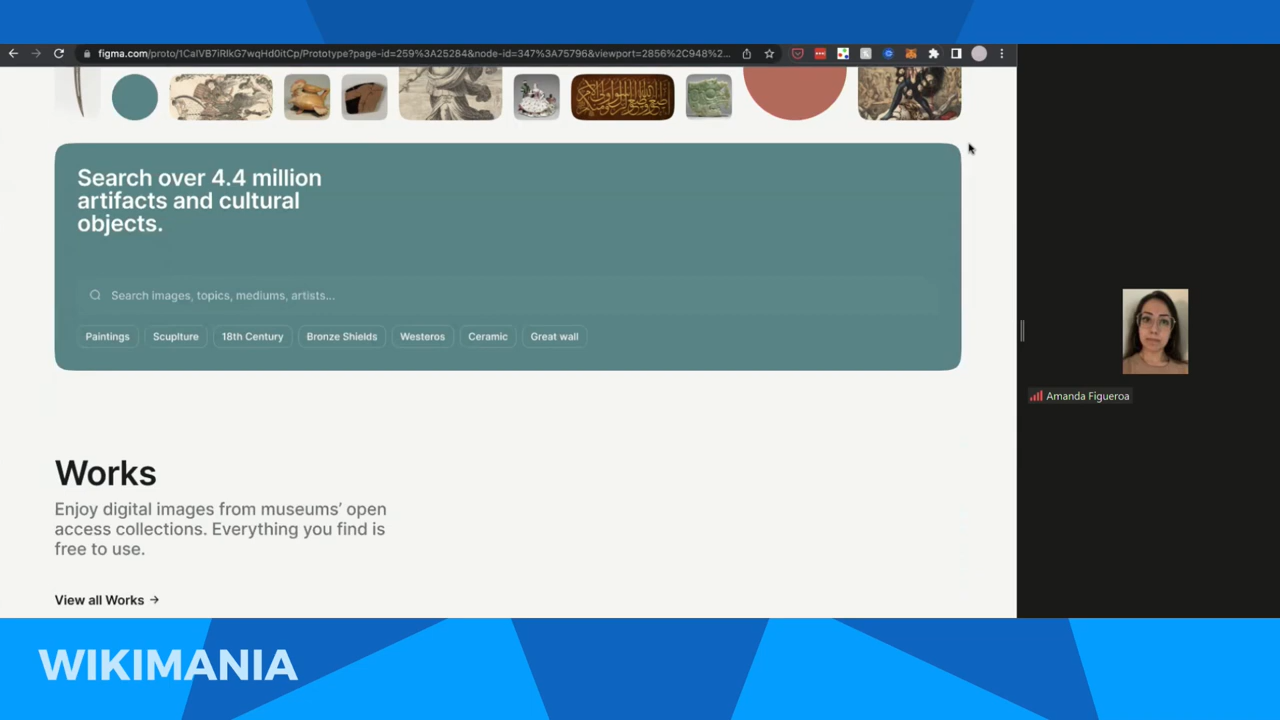 figma.com/proto/1CalVB7iRIkG7wqHd0itCp/Prototype?page-id=259%3A25284&node-id=347%3A75796&viewport=2856%2C948%2...
Search over 4.4 million
artifacts and cultural
objects.
Search images, topics, mediums, artists...
Paintings Scuplture 18th Century Bronze Shields Westeros Ceramic Great wall
Amanda Figueroa
Works
Enjoy digital images from museums’ open
access collections. Everything you find is
free to use.
View all Works →
WIKIMANIA